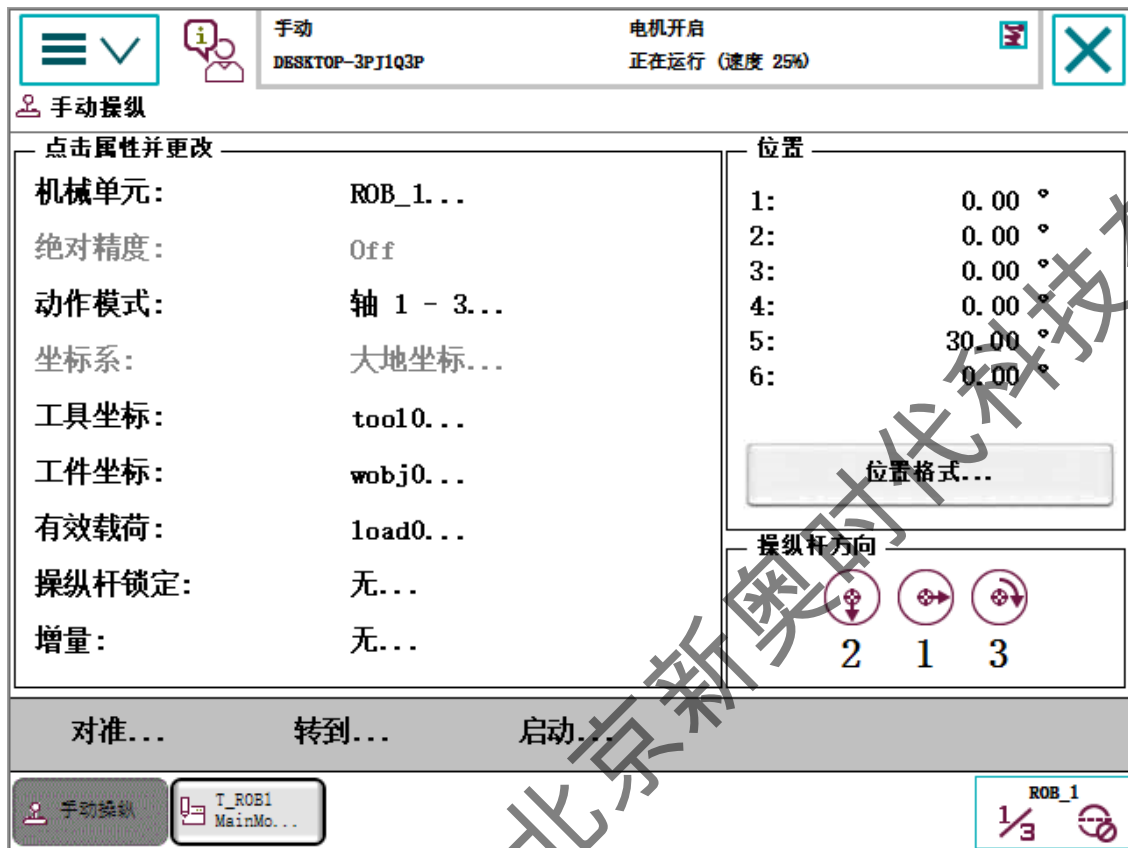 手动
电机开启
DESKTOP-3PJ1Q3P
正在运行 (速度 25%)
手动操纵
点击属性并更改
机械单元: ROB_1...
绝对精度: Off
动作模式: 轴 1 - 3...
坐标系: 大地坐标...
工具坐标: tool0...
工件坐标: wobj0...
有效载荷: load0...
操纵杆锁定: 无...
增量: 无...
位置
1: 0.00 °
2: 0.00 °
3: 0.00 °
4: 0.00 °
5: 30.00 °
6: 0.00 °
位置格式...
操纵杆方向
2 1 3
对准... 转到... 启动...
手动操纵
T_ROB1
MainMo...
ROB_1
1/3
北京新奥时代科技